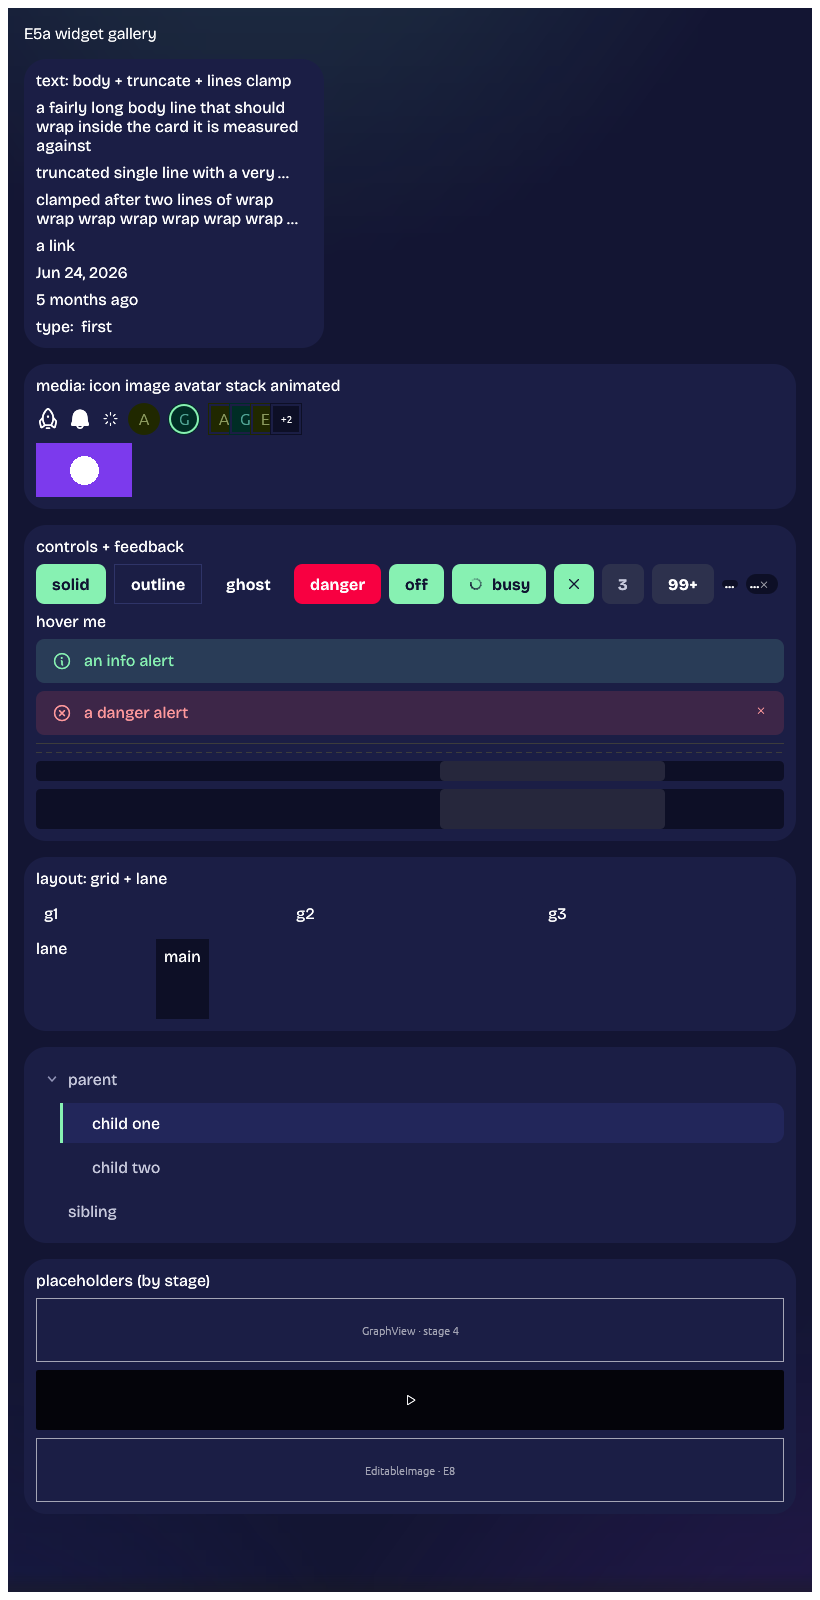 E5a widget gallery
text: body + truncate + lines clamp
a fairly long body line that should
wrap inside the card it is measured
against
truncated single line with a very ...
clamped after two lines of wrap
wrap wrap wrap wrap wrap wrap ...
a link
Jun 24, 2026
5 months ago
type: first
media: icon image avatar stack animated
A G A G E +2
controls + feedback
solid outline ghost danger off busy 3 99+ ... ...
hover me
an info alert
a danger alert
layout: grid + lane
g1 g2 g3
lane main
parent
child one
child two
sibling
placeholders (by stage)
GraphView · stage 4
EditableImage · E8